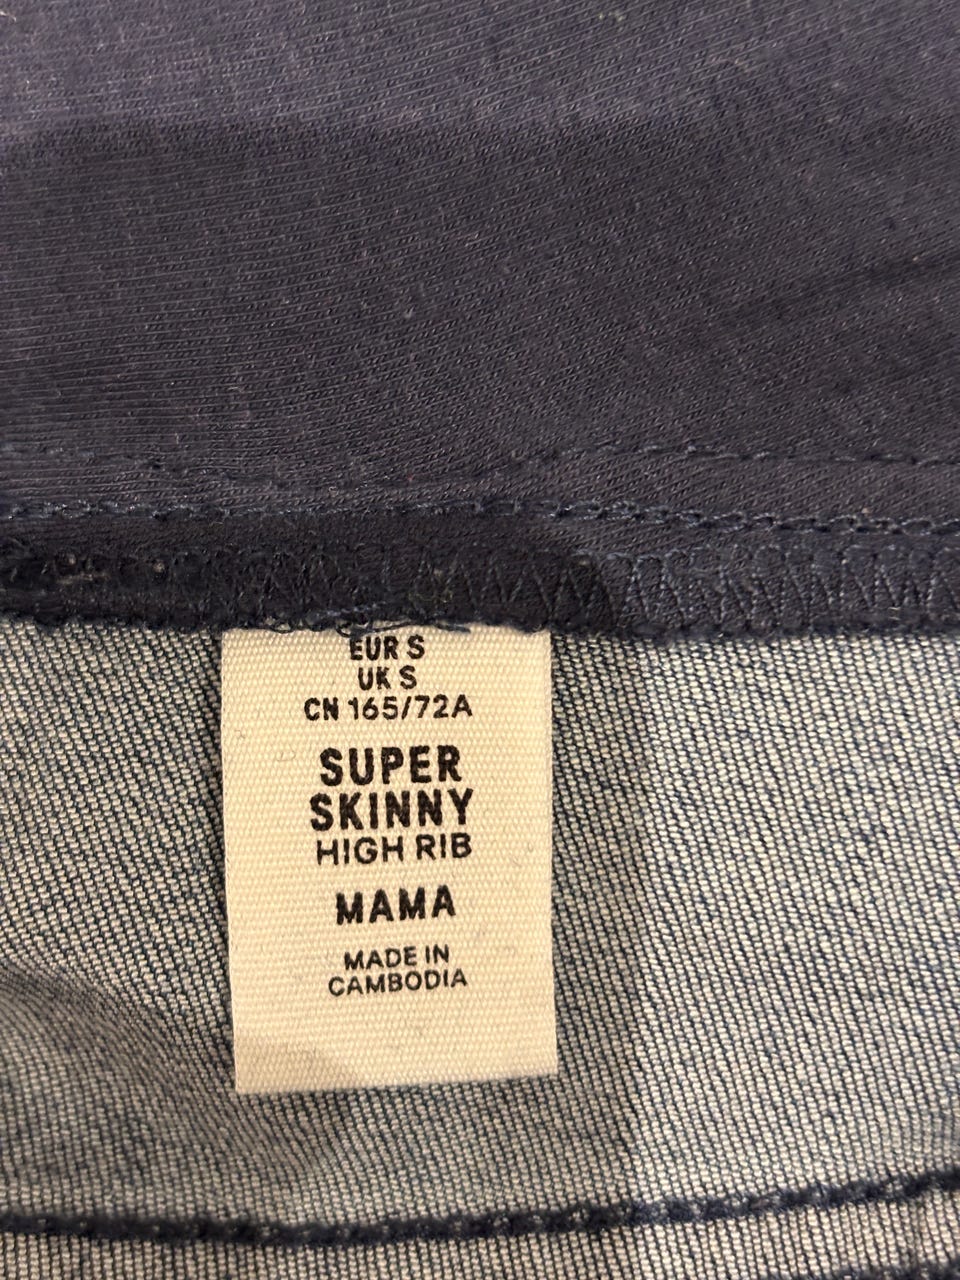 EUR S
UK S
CN 165/72A
SUPER
SKINNY
HIGH RIB
MAMA
MADE IN
CAMBODIA